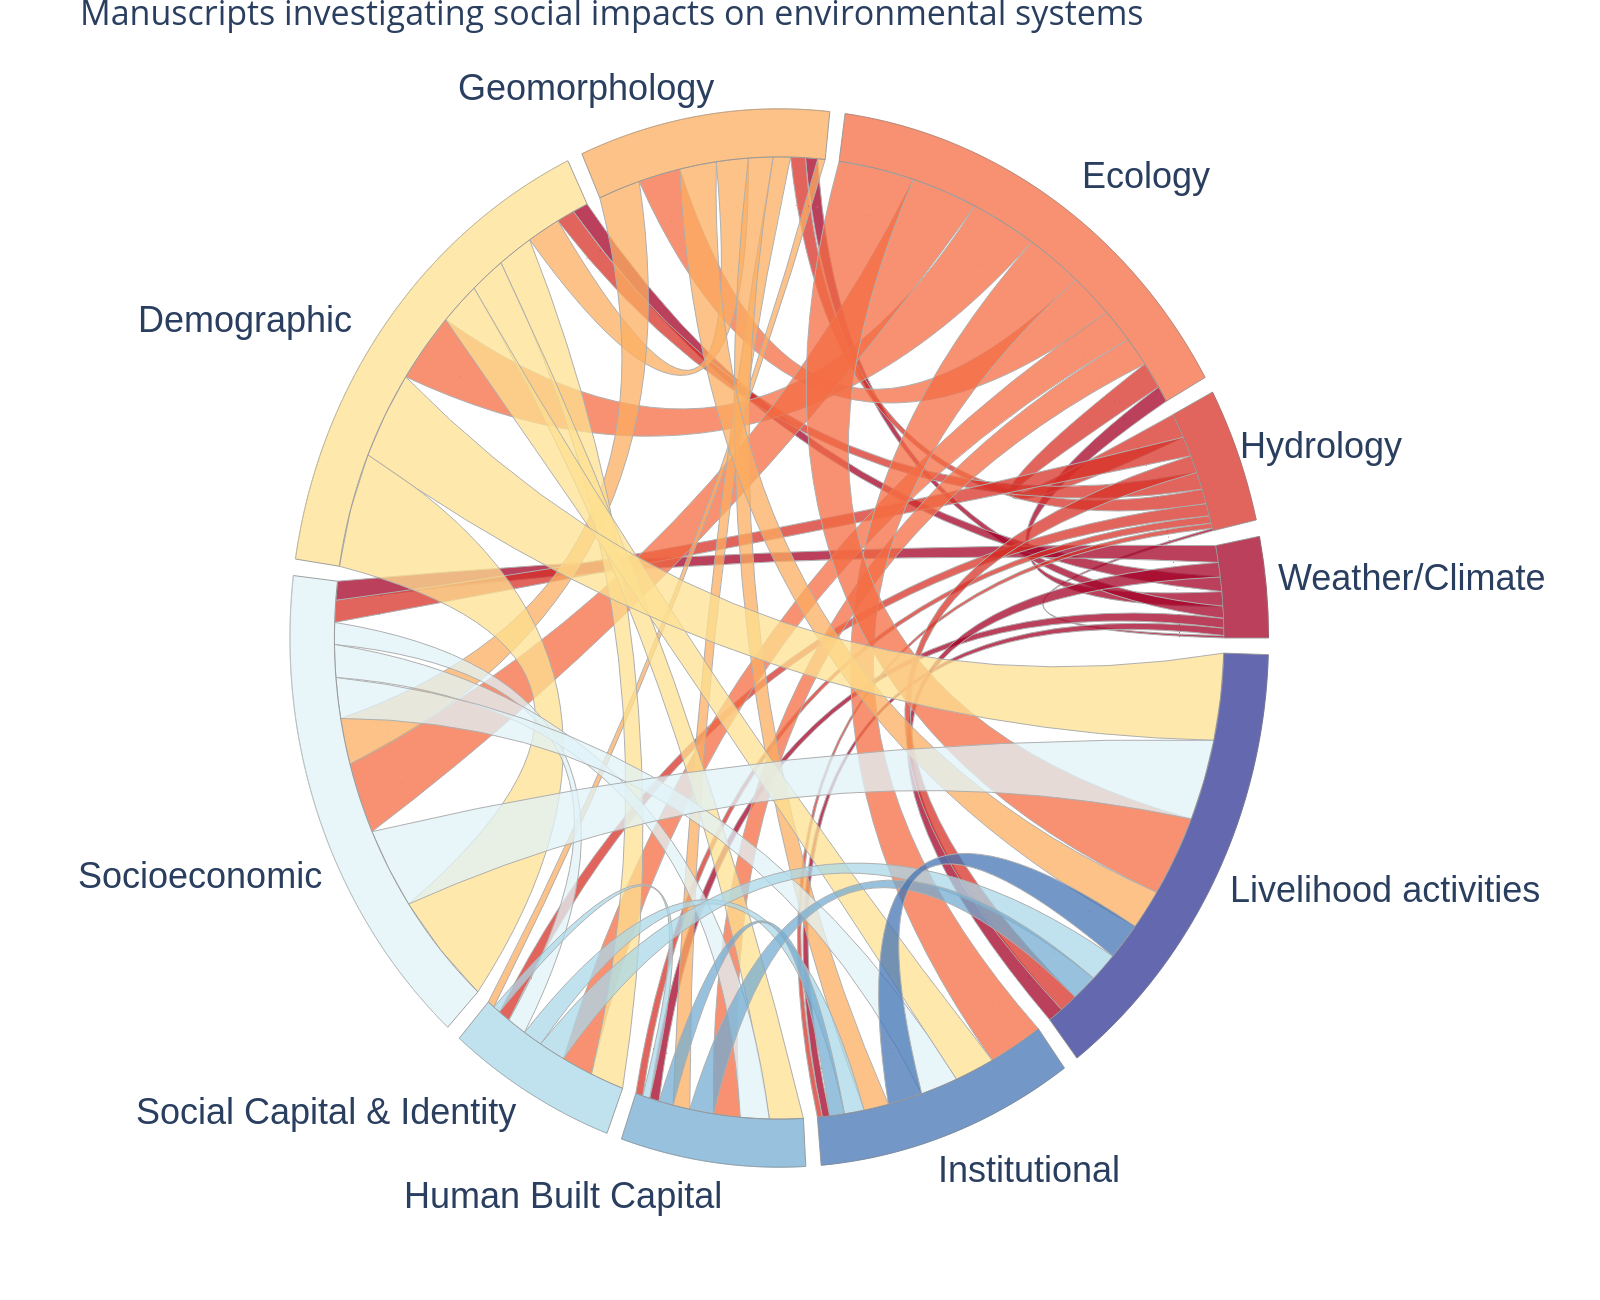 Manuscripts investigating social impacts on environmental systems
Geomorphology
Ecology
Demographic
Hydrology
Weather/Climate
Socioeconomic
Livelihood activities
Social Capital & Identity
Institutional
Human Built Capital